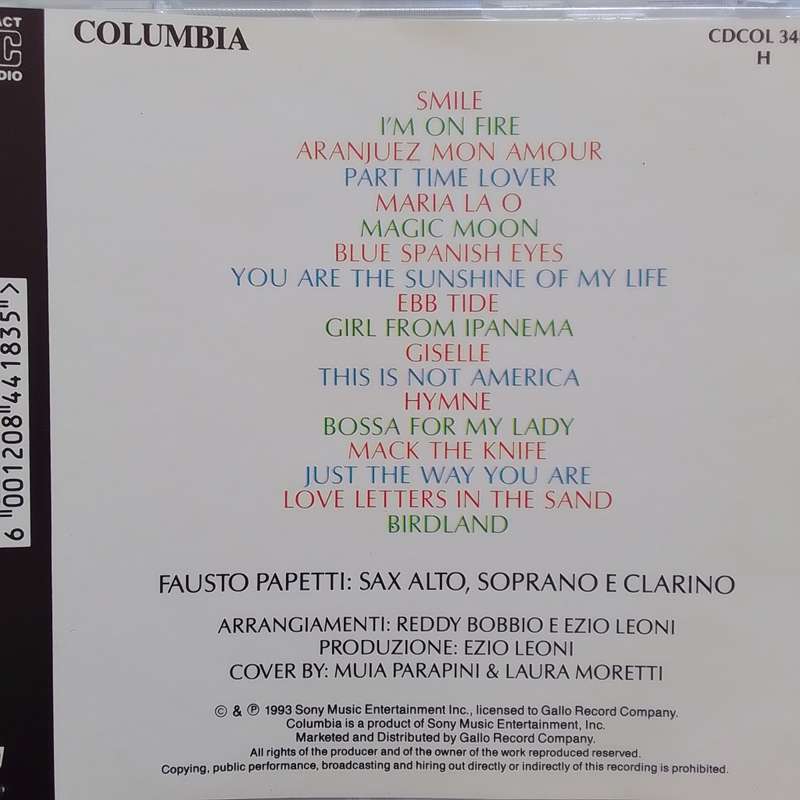 COLUMBIA
CDCOL 34
H
SMILE
I'M ON FIRE
ARANJUEZ MON AMOUR
PART TIME LOVER
MARIA LA O
MAGIC MOON
BLUE SPANISH EYES
YOU ARE THE SUNSHINE OF MY LIFE
EBB TIDE
GIRL FROM IPANEMA
GISELLE
THIS IS NOT AMERICA
HYMNE
BOSSA FOR MY LADY
MACK THE KNIFE
JUST THE WAY YOU ARE
LOVE LETTERS IN THE SAND
BIRDLAND
FAUSTO PAPETTI: SAX ALTO, SOPRANO E CLARINO
ARRANGIAMENTI: REDDY BOBBIO E EZIO LEONI
PRODUZIONE: EZIO LEONI
COVER BY: MUIA PARAPINI & LAURA MORETTI
© & ℗ 1993 Sony Music Entertainment Inc., licensed to Gallo Record Company.
Columbia is a product of Sony Music Entertainment, Inc.
Marketed and Distributed by Gallo Record Company.
All rights of the producer and of the owner of the work reproduced reserved.
Copying, public performance, broadcasting and hiring out directly or indirectly of this recording is prohibited.
6 "001208"441835">